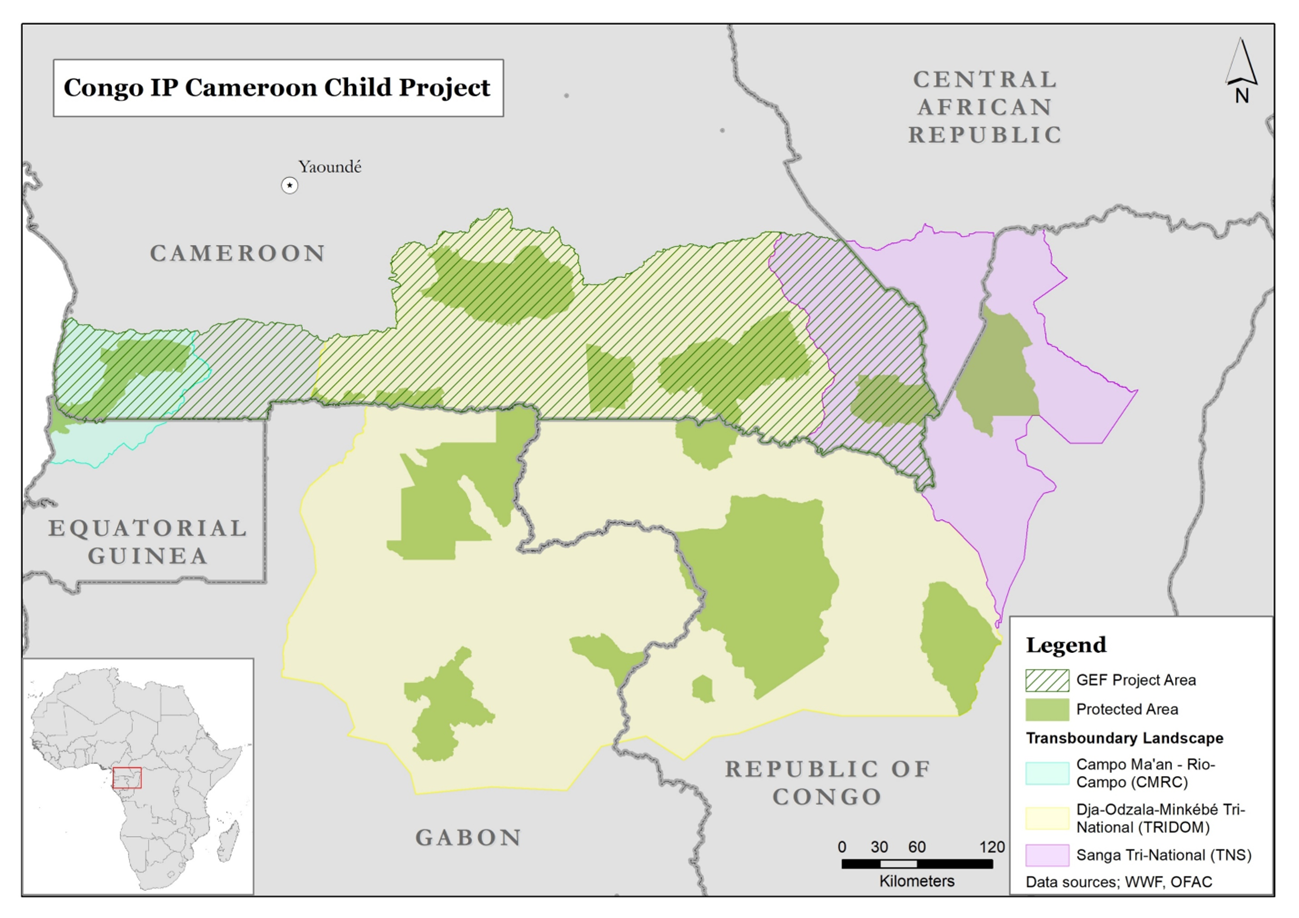 Congo IP Cameroon Child Project
CENTRAL
AFRICAN
REPUBLIC
N
Yaoundé
CAMEROON
EQUATORIAL
GUINEA
REPUBLIC OF
CONGO
GABON
0 30 60 120
Kilometers
Legend
GEF Project Area
Protected Area
Transboundary Landscape
Campo Ma'an - Rio-
Campo (CMRC)
Dja-Odzala-Minkébé Tri-
National (TRIDOM)
Sanga Tri-National (TNS)
Data sources; WWF, OFAC